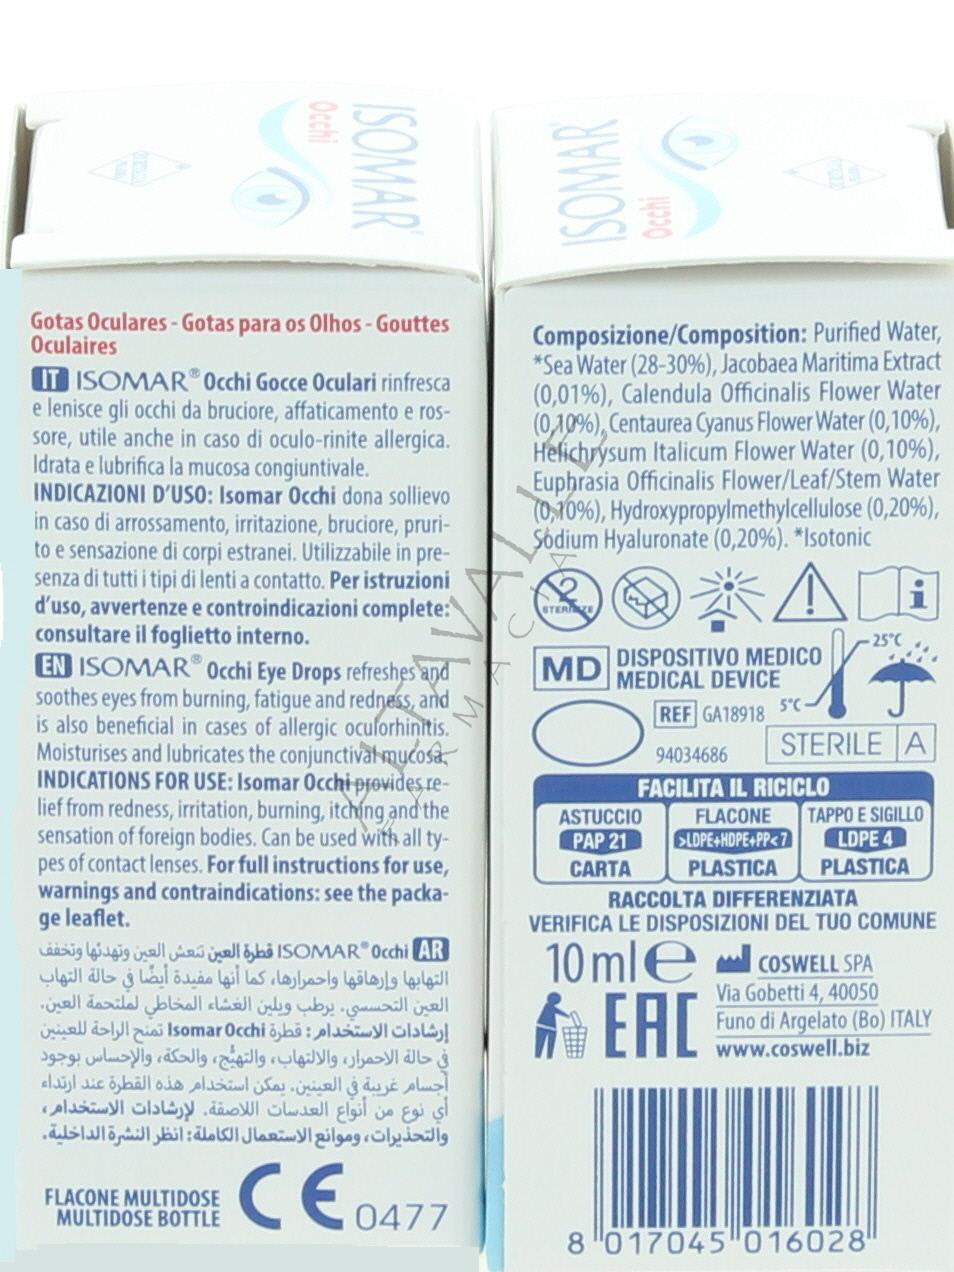 ISOMAR®
Occhi
ISOMAR®
Occhi
Gotas Oculares - Gotas para os Olhos - Gouttes
Oculaires
IT ISOMAR® Occhi Gocce Oculari rinfresca
e lenisce gli occhi da bruciore, affaticamento e ros-
sore, utile anche in caso di oculo-rinite allergica.
Idrata e lubrifica la mucosa congiuntivale.
INDICAZIONI D’USO: Isomar Occhi dona sollievo
in caso di arrossamento, irritazione, bruciore, pruri-
to e sensazione di corpi estranei. Utilizzabile in pre-
senza di tutti i tipi di lenti a contatto. Per istruzioni
d’uso, avvertenze e controindicazioni complete:
consultare il foglietto interno.
EN ISOMAR® Occhi Eye Drops refreshes and
soothes eyes from burning, fatigue and redness, and
is also beneficial in cases of allergic oculorhinitis.
Moisturises and lubricates the conjunctival mucosa.
INDICATIONS FOR USE: Isomar Occhi provides re-
lief from redness, irritation, burning, itching and the
sensation of foreign bodies. Can be used with all ty-
pes of contact lenses. For full instructions for use,
warnings and contraindications: see the packa-
ge leaflet.
AR ISOMAR® Occhi قطرة العين تنعش العين وتهدئها وتخفف
التهابها وإرهاقها واحمرارها، كما أنها مفيدة أيضًا في حالة التهاب
العين التحسسي. يرطب ويلين الغشاء المخاطي لملتحمة العين.
إرشادات الاستخدام: قطرة Isomar Occhi تمنح الراحة للعينين
في حالة الاحمرار، والالتهاب، والتهيُّج، والحكة، والإحساس بوجود
أجسام غريبة في العينين. يمكن استخدام هذه القطرة عند ارتداء
أي نوع من أنواع العدسات اللاصقة. لإرشادات الاستخدام،
والتحذيرات، وموانع الاستعمال الكاملة: انظر النشرة الداخلية.
FLACONE MULTIDOSE
MULTIDOSE BOTTLE
CE 0477
Composizione/Composition: Purified Water,
*Sea Water (28-30%), Jacobaea Maritima Extract
(0,01%), Calendula Officinalis Flower Water
(0,10%), Centaurea Cyanus Flower Water (0,10%),
Helichrysum Italicum Flower Water (0,10%),
Euphrasia Officinalis Flower/Leaf/Stem Water
(0,10%), Hydroxypropylmethylcellulose (0,20%),
Sodium Hyaluronate (0,20%). *Isotonic
2
STERILIZE
MD DISPOSITIVO MEDICO
MEDICAL DEVICE
25°C
5°C
REF GA18918
94034686
STERILE A
FACILITA IL RICICLO
ASTUCCIO
PAP 21
CARTA
FLACONE
>LDPE+HDPE+PP<7
PLASTICA
TAPPO E SIGILLO
LDPE 4
PLASTICA
RACCOLTA DIFFERENZIATA
VERIFICA LE DISPOSIZIONI DEL TUO COMUNE
10 ml e
EAC
COSWELL SPA
Via Gobetti 4, 40050
Funo di Argelato (Bo) ITALY
www.coswell.biz
8 017045 016028
ALTAVALLE
FARMACIA